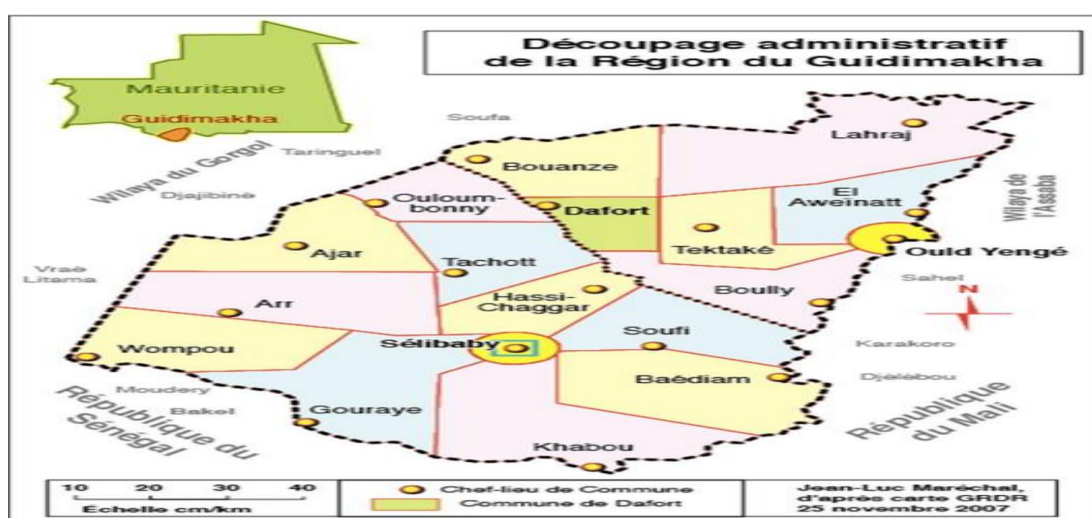 Découpage administratif
de la Région du Guidimakha
Mauritanie
Guidimakha
Wilaya du Gorgol
Taringuel
Djajibinè
Soufa
Lahraj
Bouanze
Ouloum-
bonny
Dafort
El
Aweïnatt
Wilaya de
l'Assaba
Ajar
Tachott
Tektakê
Ould Yengé
Vraè
Litama
Sahel
Arr
Hassi-
Chaggar
Boully
N
Sélibaby
Soufi
Karakoro
Wompou
Baédiam
Djèlèbou
Moudery
Bakel
République du
Sénégal
Gouraye
République
du Mali
Khabou
10 20 30 40
Echelle cm/km
Chef-lieu de Commune
Commune de Dafort
Jean-Luc Maréchal,
d'après carte GRDR
25 novembre 2007